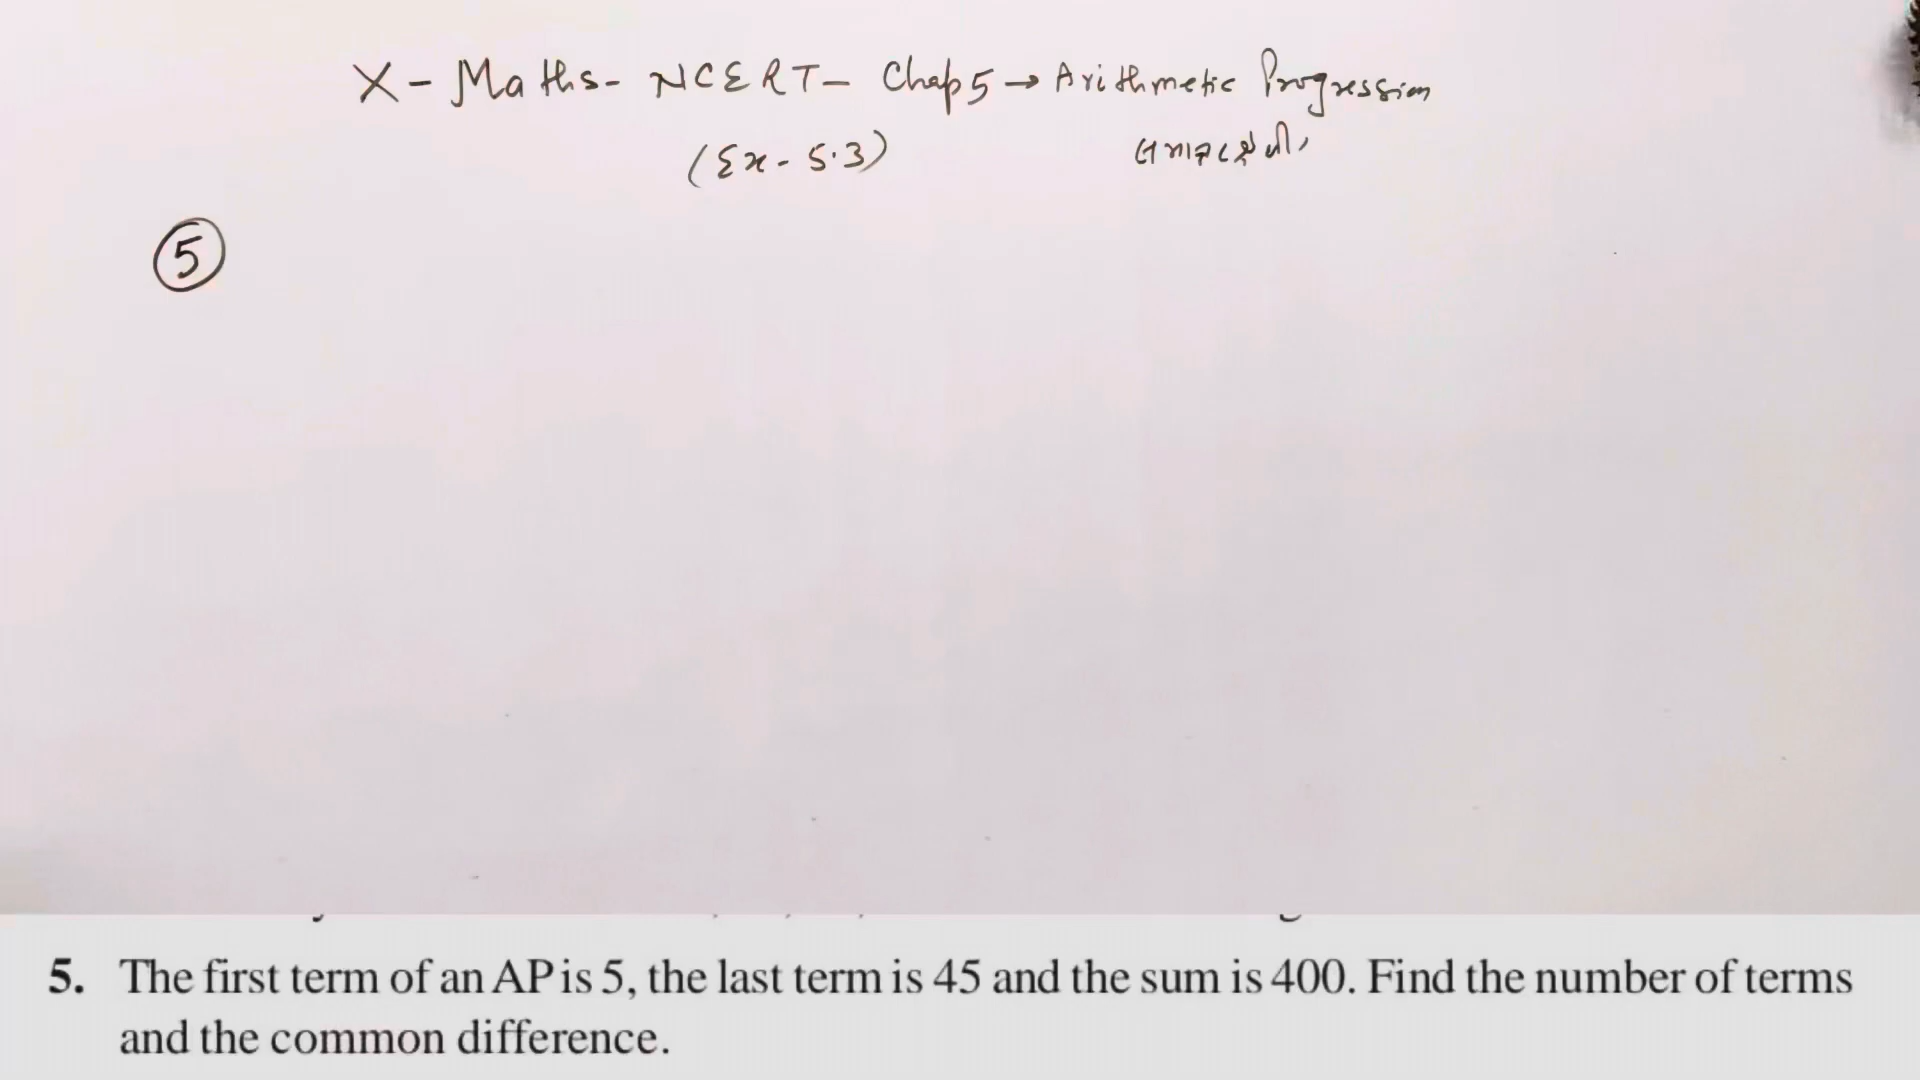 X - Maths - NCERT - Chap 5 → Arithmetic Progression
(Ex - 5.3)
5
5. The first term of an AP is 5, the last term is 45 and the sum is 400. Find the number of terms
and the common difference.